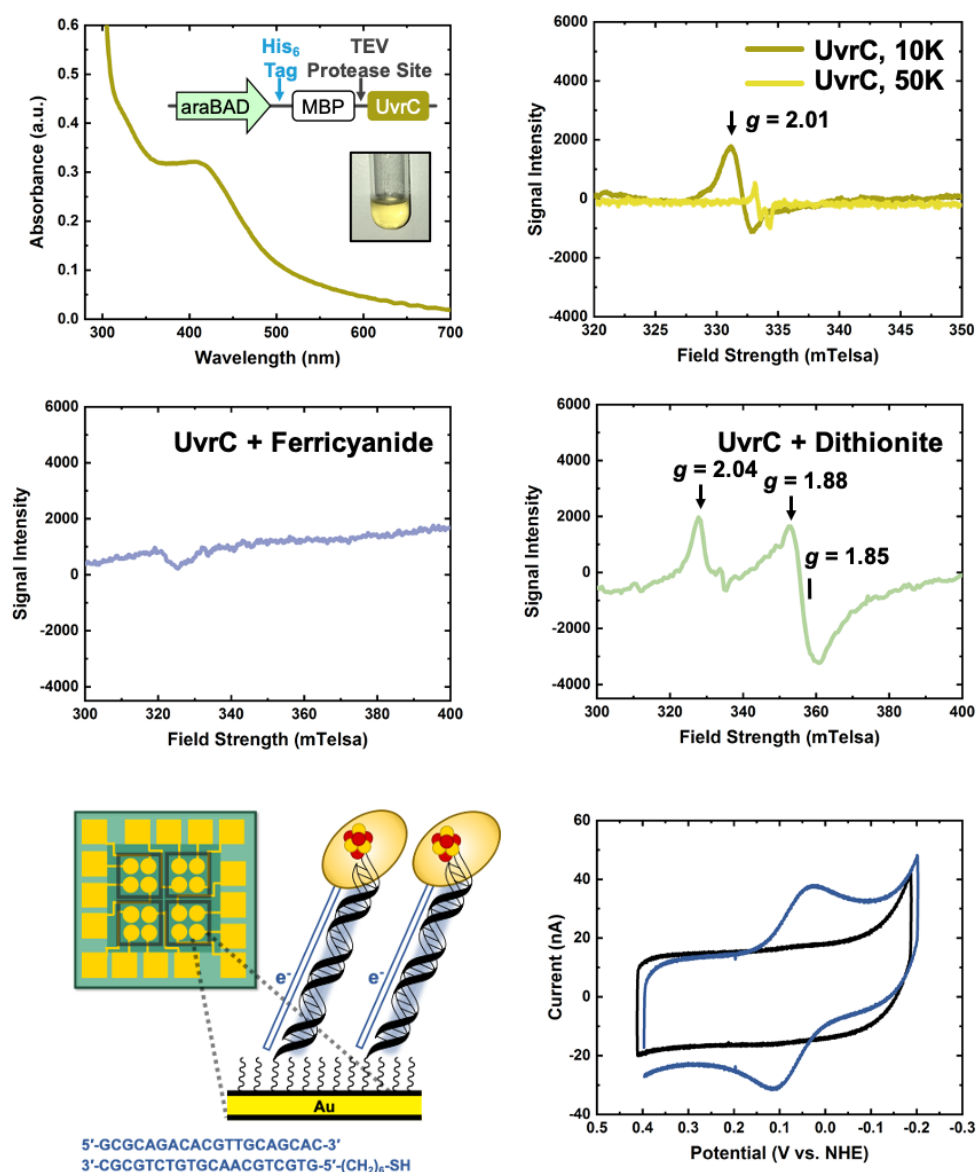 0.6
0.5
0.4
0.3
0.2
0.1
0.0
Absorbance (a.u.)
His6 TEV
Tag Protease Site
araBAD MBP UvrC
300 400 500 600 700
Wavelength (nm)
6000
4000
2000
0
-2000
-4000
Signal Intensity
UvrC, 10K
UvrC, 50K
g = 2.01
320 325 330 335 340 345 350
Field Strength (mTelsa)
6000
4000
2000
0
-2000
-4000
Signal Intensity
UvrC + Ferricyanide
300 320 340 360 380 400
Field Strength (mTelsa)
6000
4000
2000
0
-2000
-4000
Signal Intensity
UvrC + Dithionite
g = 2.04
g = 1.88
g = 1.85
300 320 340 360 380 400
Field Strength (mTelsa)
e-
e-
Au
5′-GCGCAGACACGTTGCAGCAC-3′
3′-CGCGTCTGTGCAACGTCGTG-5′-(CH2)6-SH
60
40
20
0
-20
-40
Current (nA)
0.5 0.4 0.3 0.2 0.1 0.0 -0.1 -0.2 -0.3
Potential (V vs. NHE)